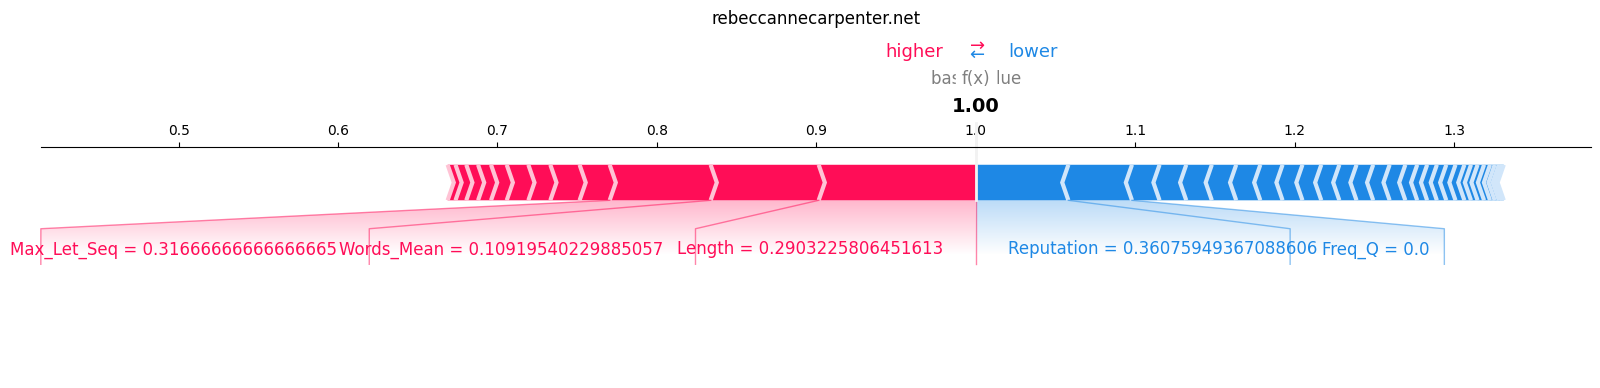 rebeccannecarpenter.net
higher ⇄ lower
bas f(x) lue
1.00
0.5 0.6 0.7 0.8 0.9 1.0 1.1 1.2 1.3
Max_Let_Seq = 0.31666666666666665 Words_Mean = 0.10919540229885057 Length = 0.2903225806451613 Reputation = 0.36075949367088606 Freq_Q = 0.0